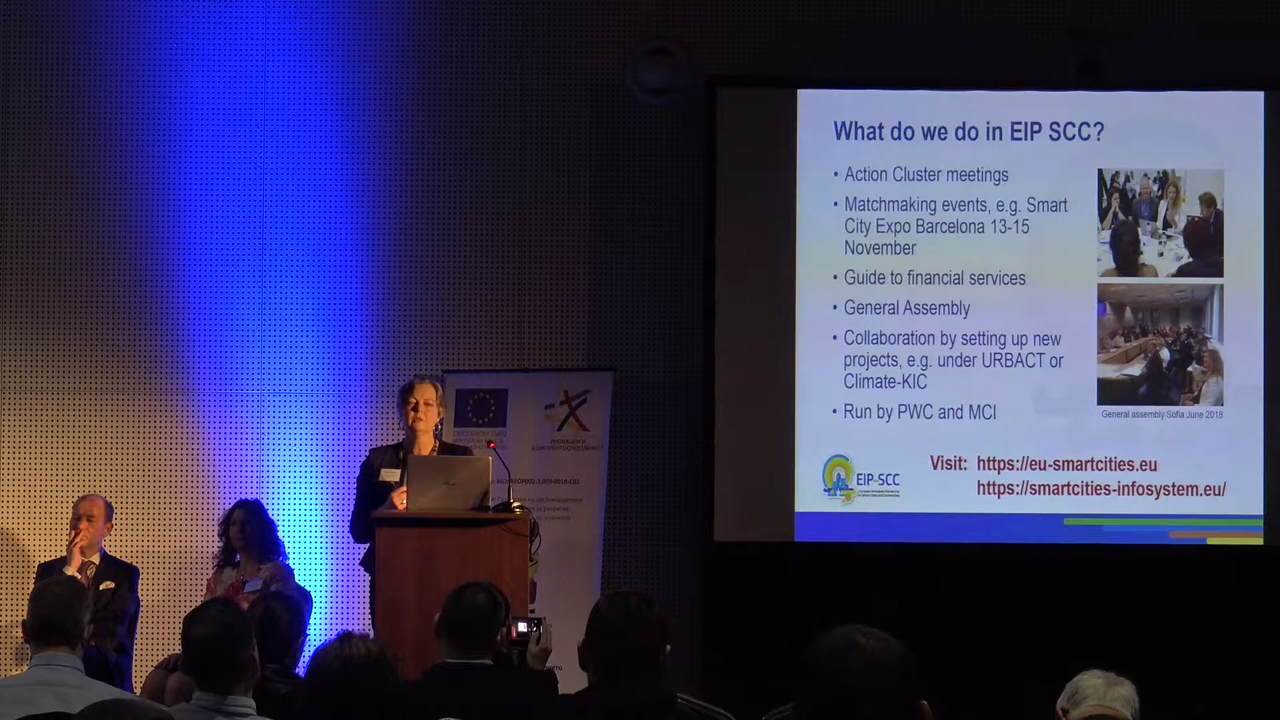 What do we do in EIP SCC?
• Action Cluster meetings
• Matchmaking events, e.g. Smart
City Expo Barcelona 13-15
November
• Guide to financial services
• General Assembly
• Collaboration by setting up new
projects, e.g. under URBACT or
Climate-KIC
• Run by PWC and MCI
General assembly Sofia June 2018
EIP-SCC
Visit: https://eu-smartcities.eu
https://smartcities-infosystem.eu/
ИНОВАЦИИ И